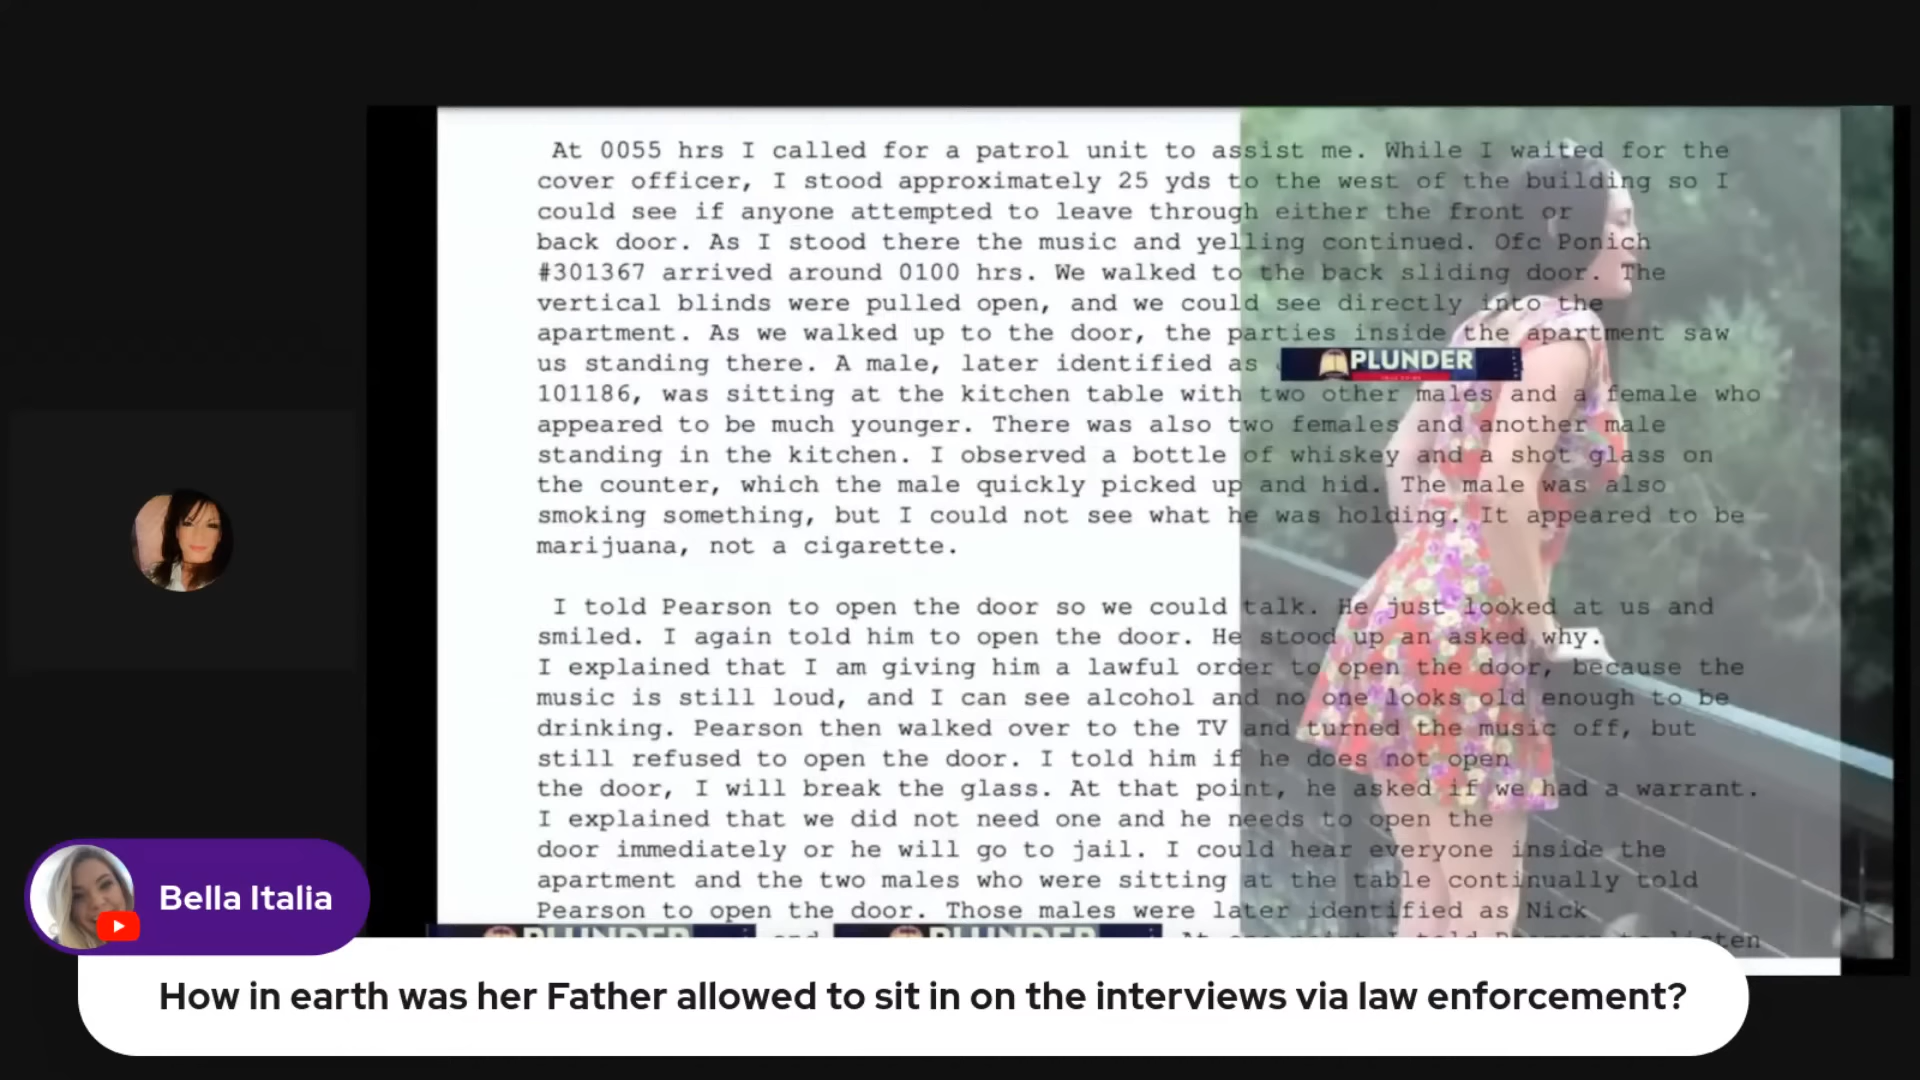 At 0055 hrs I called for a patrol unit to assist me. While I waited for the
cover officer, I stood approximately 25 yds to the west of the building so I
could see if anyone attempted to leave through either the front or
back door. As I stood there the music and yelling continued. Ofc Ponich
#301367 arrived around 0100 hrs. We walked to the back sliding door. The
vertical blinds were pulled open, and we could see directly into the
apartment. As we walked up to the door, the parties inside the apartment saw
us standing there. A male, later identified as
PLUNDER
101186, was sitting at the kitchen table with two other males and a female who
appeared to be much younger. There was also two females and another male
standing in the kitchen. I observed a bottle of whiskey and a shot glass on
the counter, which the male quickly picked up and hid. The male was also
smoking something, but I could not see what he was holding. It appeared to be
marijuana, not a cigarette.
I told Pearson to open the door so we could talk. He just looked at us and
smiled. I again told him to open the door. He stood up an asked why.
I explained that I am giving him a lawful order to open the door, because the
music is still loud, and I can see alcohol and no one looks old enough to be
drinking. Pearson then walked over to the TV and turned the music off, but
still refused to open the door. I told him if he does not open
the door, I will break the glass. At that point, he asked if we had a warrant.
I explained that we did not need one and he needs to open the
door immediately or he will go to jail. I could hear everyone inside the
apartment and the two males who were sitting at the table continually told
Pearson to open the door. Those males were later identified as Nick
PLUNDER and PLUNDER
Bella Italia
How in earth was her Father allowed to sit in on the interviews via law enforcement?